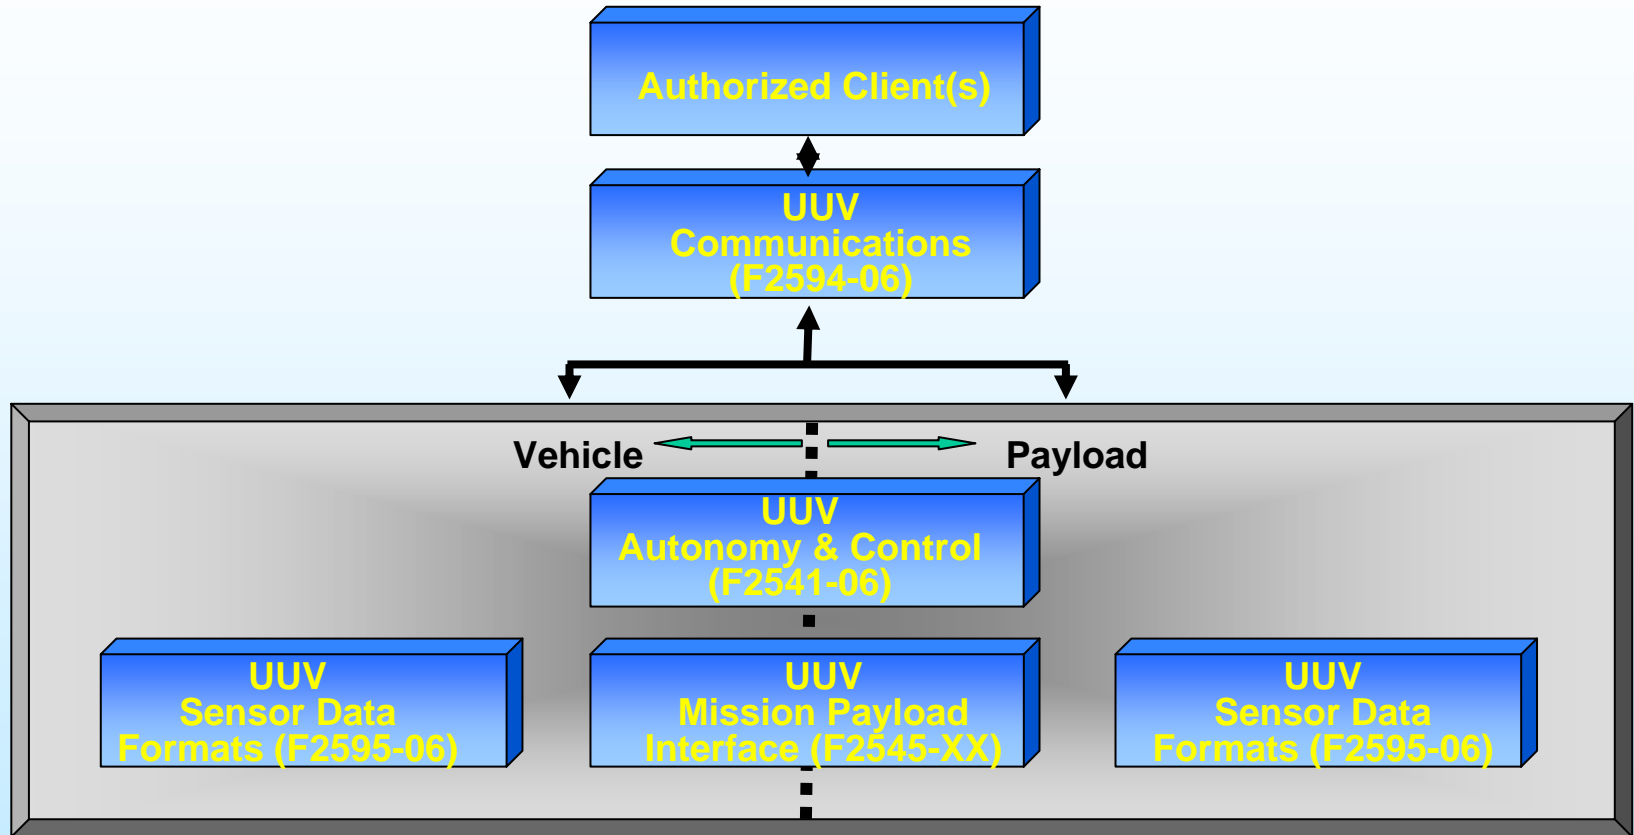 Authorized Client(s)
UUV
Communications
(F2594-06)
Vehicle
Payload
UUV
Autonomy & Control
(F2541-06)
UUV
Sensor Data
Formats (F2595-06)
UUV
Mission Payload
Interface (F2545-XX)
UUV
Sensor Data
Formats (F2595-06)